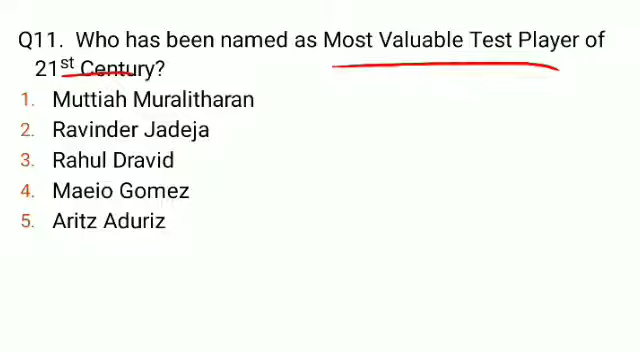 Q11. Who has been named as Most Valuable Test Player of
21st Century?
1. Muttiah Muralitharan
2. Ravinder Jadeja
3. Rahul Dravid
4. Maeio Gomez
5. Aritz Aduriz